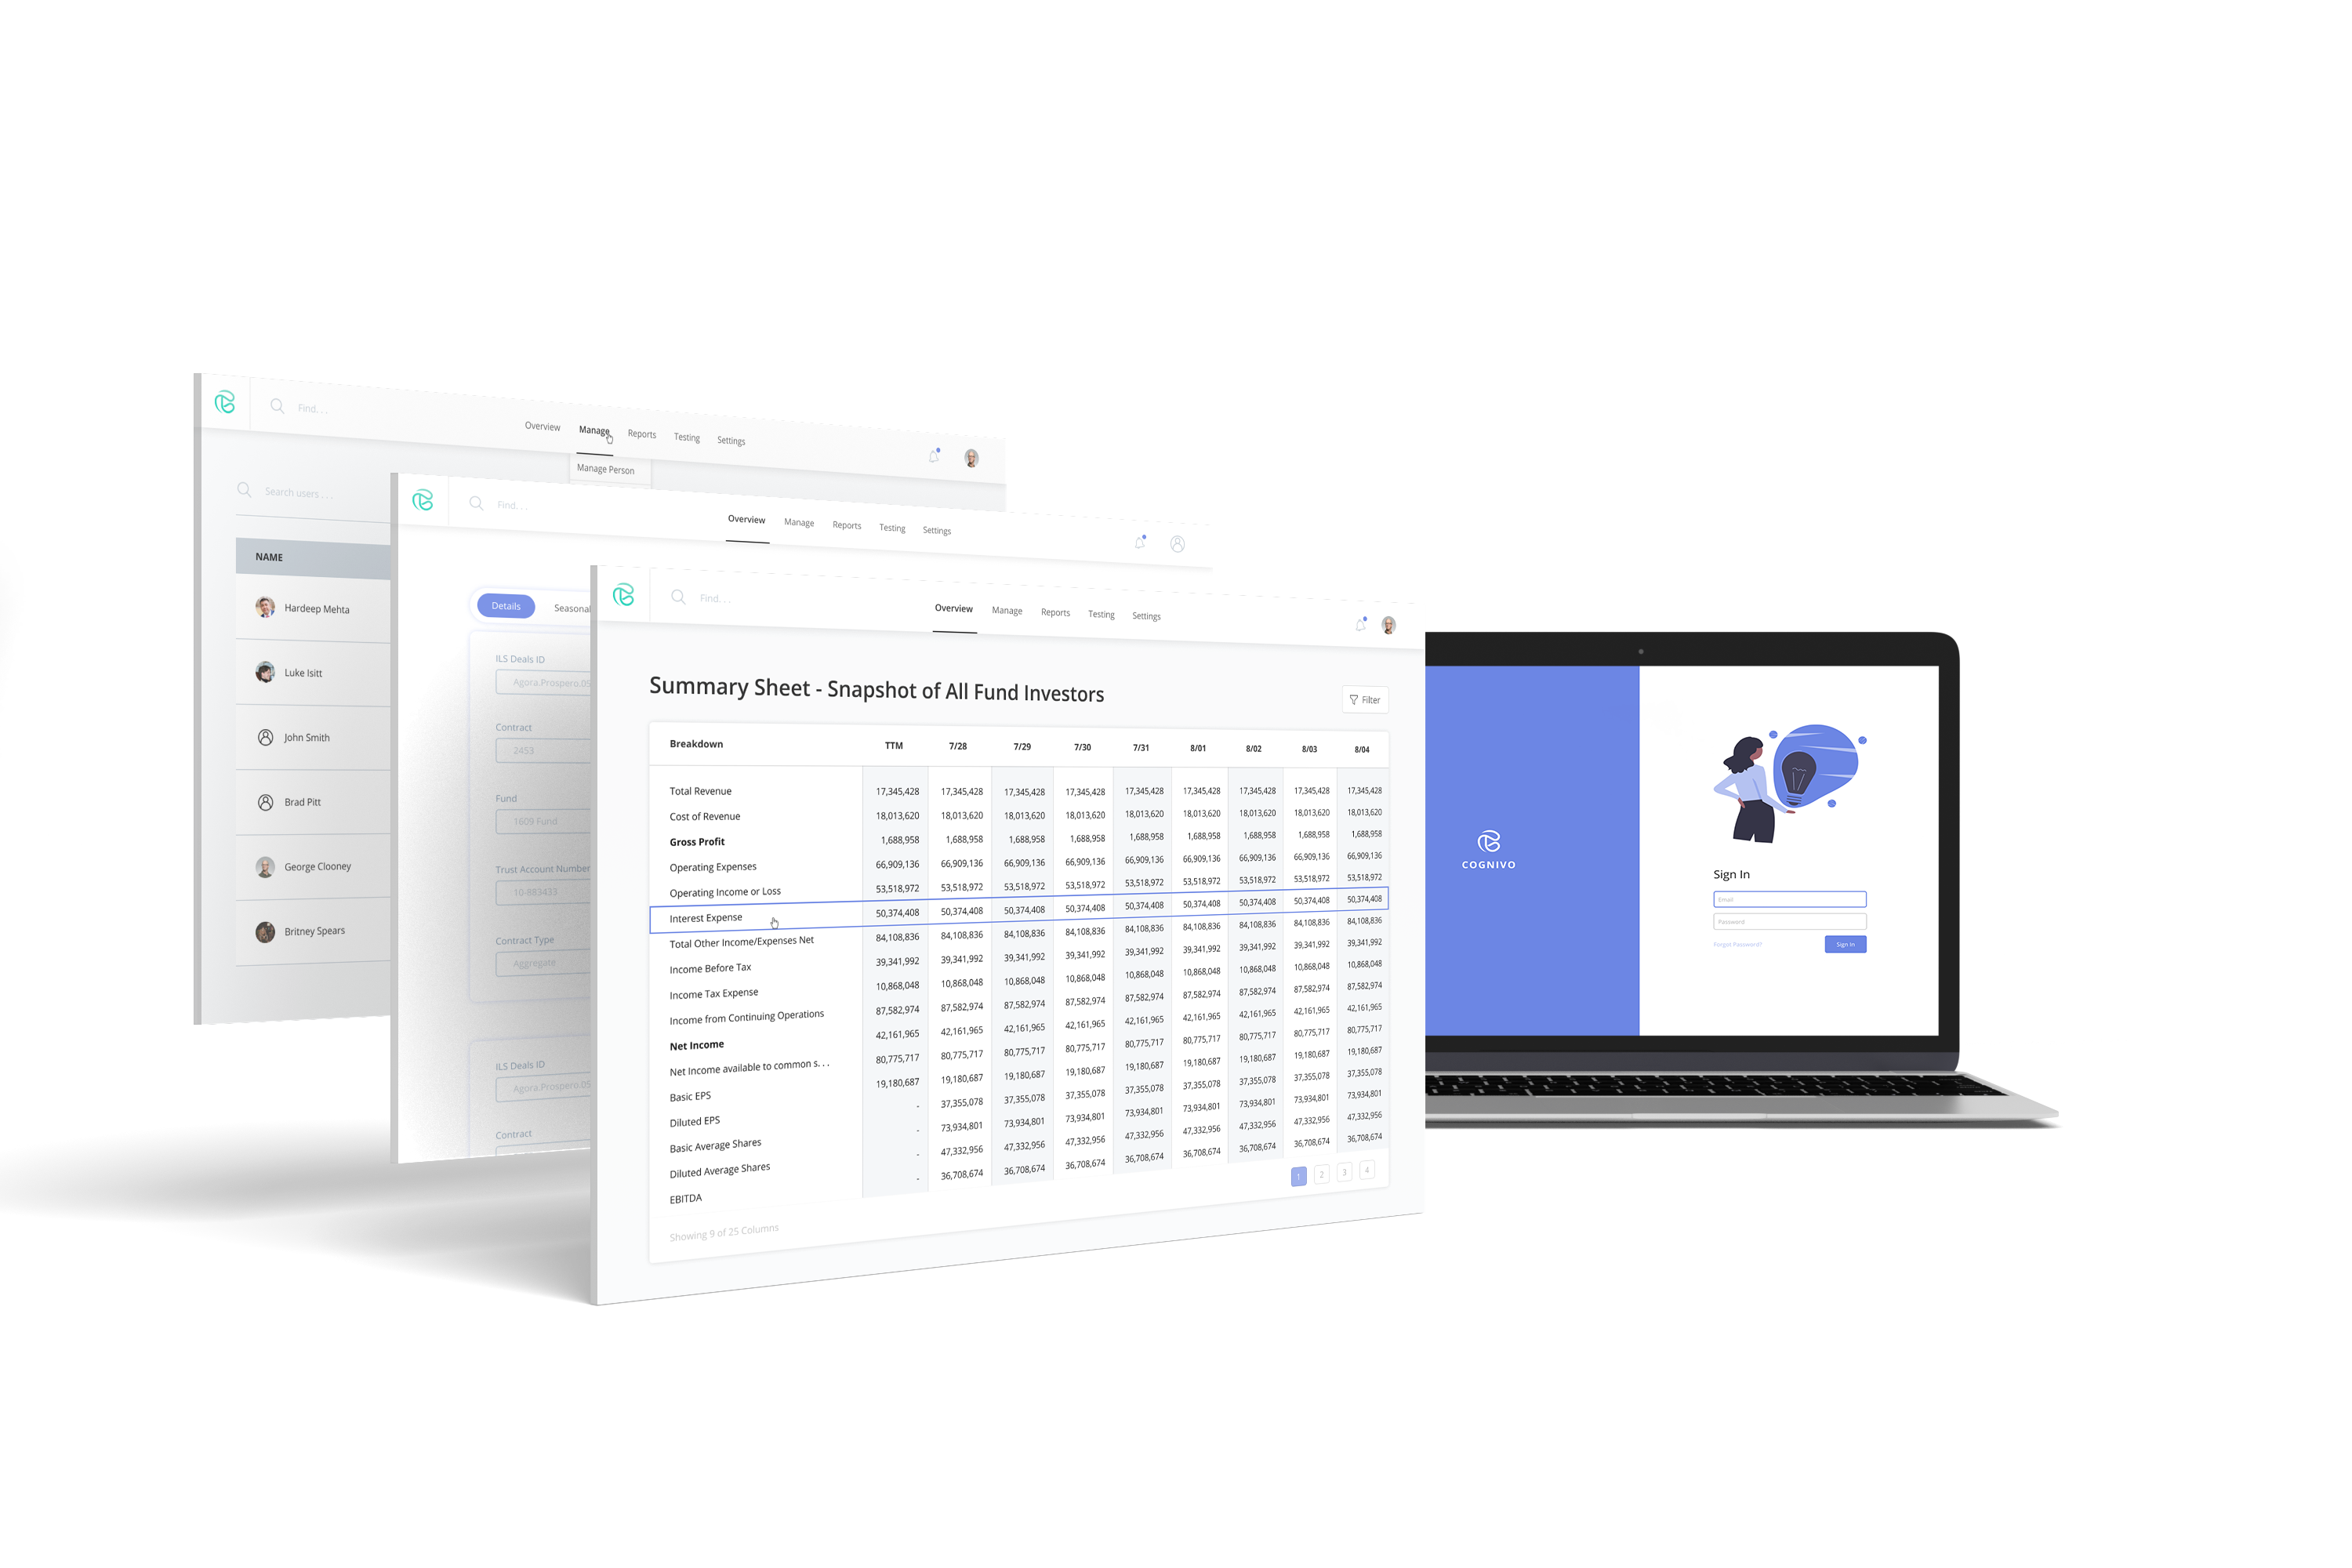 Find. . .
Overview Manage Reports Testing Settings
Manage Person
Search users . . .
NAME
Hardeep Mehta
Luke Isitt
John Smith
Brad Pitt
George Clooney
Britney Spears
Find. . .
Overview Manage Reports Testing Settings
Details
ILS Deals ID
Contract
2453
Fund
1609 Fund
Trust Account Number
10-883433
Contract Type
Aggregate
ILS Deals ID
Contract
Find. . .
Overview Manage Reports Testing Settings
Summary Sheet - Snapshot of All Fund Investors
Filter
Breakdown TTM 7/28 7/29 7/30 7/31 8/01 8/02 8/03 8/04
Total Revenue 17,345,428 17,345,428 17,345,428 17,345,428 17,345,428 17,345,428 17,345,428 17,345,428 17,345,428
Cost of Revenue 18,013,620 18,013,620 18,013,620 18,013,620 18,013,620 18,013,620 18,013,620 18,013,620 18,013,620
Gross Profit 1,688,958 1,688,958 1,688,958 1,688,958 1,688,958 1,688,958 1,688,958 1,688,958 1,688,958
Operating Expenses 66,909,136 66,909,136 66,909,136 66,909,136 66,909,136 66,909,136 66,909,136 66,909,136 66,909,136
Operating Income or Loss 53,518,972 53,518,972 53,518,972 53,518,972 53,518,972 53,518,972 53,518,972 53,518,972 53,518,972
Interest Expense 50,374,408 50,374,408 50,374,408 50,374,408 50,374,408 50,374,408 50,374,408 50,374,408 50,374,408
Total Other Income/Expenses Net 84,108,836 84,108,836 84,108,836 84,108,836 84,108,836 84,108,836 84,108,836 84,108,836 84,108,836
Income Before Tax 39,341,992 39,341,992 39,341,992 39,341,992 39,341,992 39,341,992 39,341,992 39,341,992 39,341,992
Income Tax Expense 10,868,048 10,868,048 10,868,048 10,868,048 10,868,048 10,868,048 10,868,048 10,868,048 10,868,048
Income from Continuing Operations 87,582,974 87,582,974 87,582,974 87,582,974 87,582,974 87,582,974 87,582,974 87,582,974 87,582,974
Net Income 42,161,965 42,161,965 42,161,965 42,161,965 42,161,965 42,161,965 42,161,965 42,161,965 42,161,965
Net Income available to common s. . . 80,775,717 80,775,717 80,775,717 80,775,717 80,775,717 80,775,717 80,775,717 80,775,717 80,775,717
Basic EPS 19,180,687 19,180,687 19,180,687 19,180,687 19,180,687 19,180,687 19,180,687 19,180,687 19,180,687
Diluted EPS - 37,355,078 37,355,078 37,355,078 37,355,078 37,355,078 37,355,078 37,355,078 37,355,078
Basic Average Shares - 73,934,801 73,934,801 73,934,801 73,934,801 73,934,801 73,934,801 73,934,801 73,934,801
Diluted Average Shares - 47,332,956 47,332,956 47,332,956 47,332,956 47,332,956 47,332,956 47,332,956 47,332,956
EBITDA - 36,708,674 36,708,674 36,708,674 36,708,674 36,708,674 36,708,674 36,708,674 36,708,674
Showing 9 of 25 Columns
1 2 3 4
COGNIVO
Sign In
Email
Password
Forgot Password?
Sign In